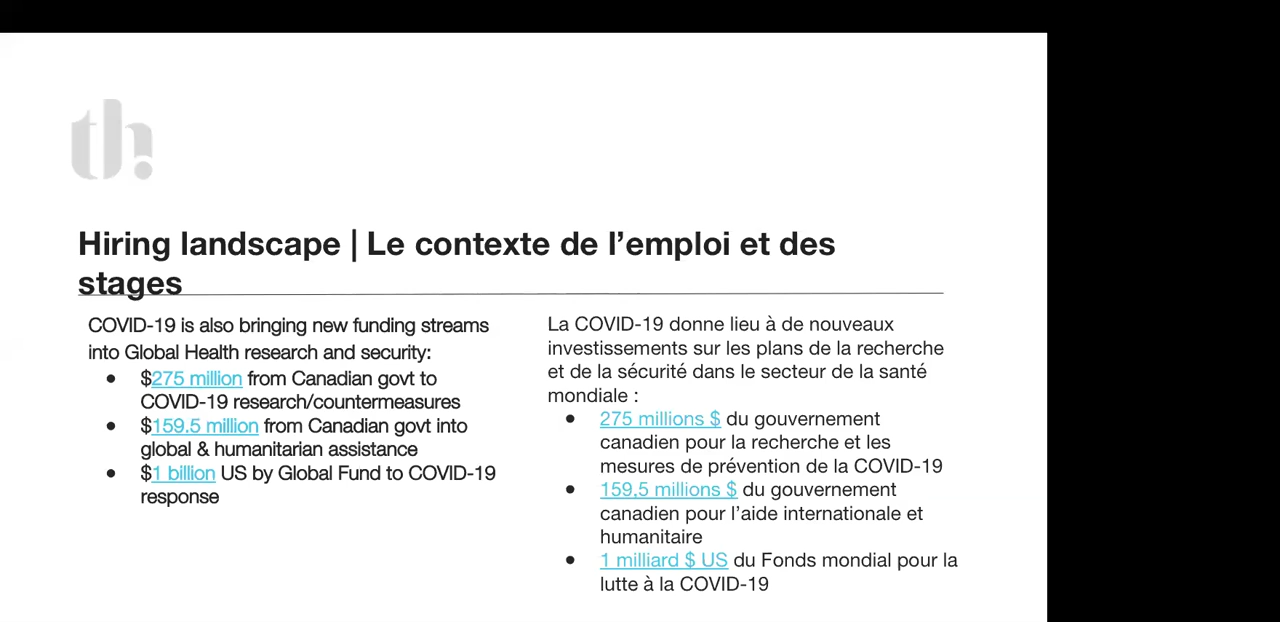 th.
Hiring landscape | Le contexte de l’emploi et des
stages
COVID-19 is also bringing new funding streams
into Global Health research and security:
● $275 million from Canadian govt to
COVID-19 research/countermeasures
● $159.5 million from Canadian govt into
global & humanitarian assistance
● $1 billion US by Global Fund to COVID-19
response
La COVID-19 donne lieu à de nouveaux
investissements sur les plans de la recherche
et de la sécurité dans le secteur de la santé
mondiale :
● 275 millions $ du gouvernement
canadien pour la recherche et les
mesures de prévention de la COVID-19
● 159,5 millions $ du gouvernement
canadien pour l’aide internationale et
humanitaire
● 1 milliard $ US du Fonds mondial pour la
lutte à la COVID-19